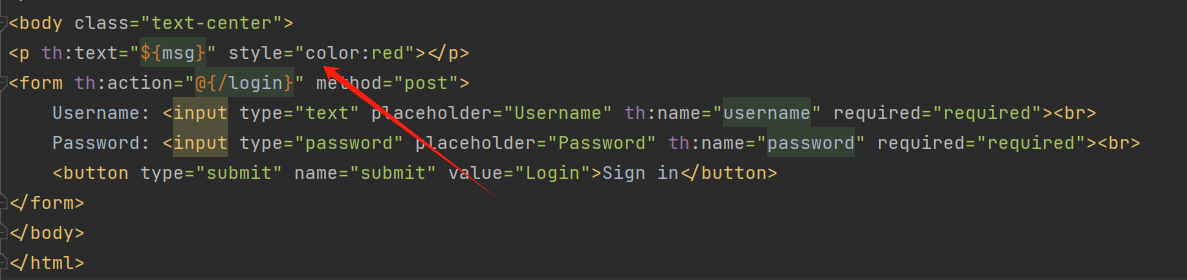 <body class="text-center">
<p th:text="${msg}" style="color:red"></p>
<form th:action="@{/login}" method="post">
    Username: <input type="text" placeholder="Username" th:name="username" required="required"><br>
    Password: <input type="password" placeholder="Password" th:name="password" required="required"><br>
    <button type="submit" name="submit" value="Login">Sign in</button>
</form>
</body>
</html>